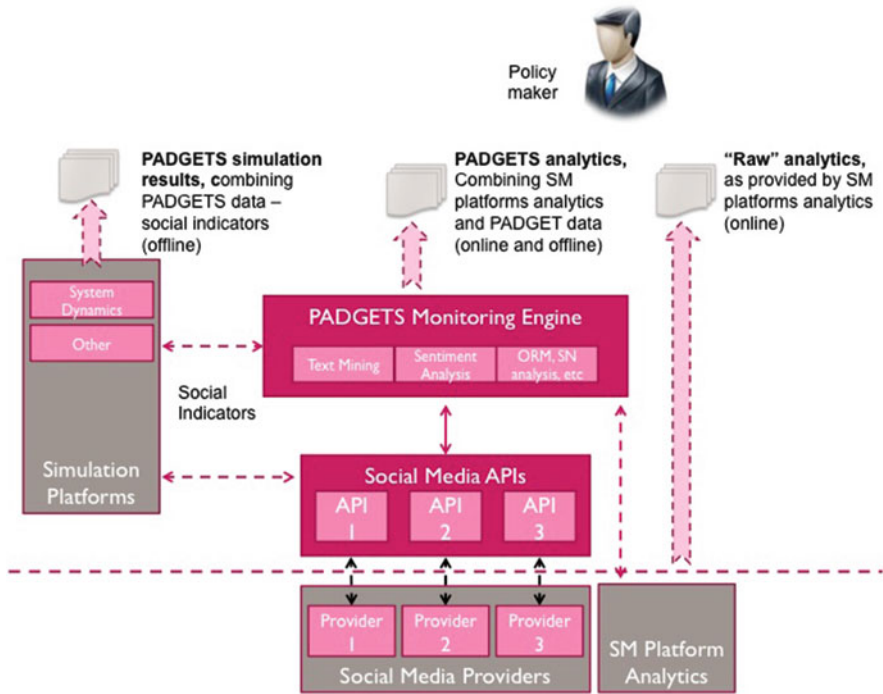 Policy
maker
PADGETS simulation
results, combining
PADGETS data –
social indicators
(offline)
PADGETS analytics,
Combining SM
platforms analytics
and PADGET data
(online and offline)
“Raw” analytics,
as provided by SM
platforms analytics
(online)
System
Dynamics
Other
Simulation
Platforms
Social
Indicators
PADGETS Monitoring Engine
Text Mining
Sentiment
Analysis
ORM, SN
analysis, etc
Social Media APIs
API
1
API
2
API
3
Provider
1
Provider
2
Provider
3
Social Media Providers
SM Platform
Analytics